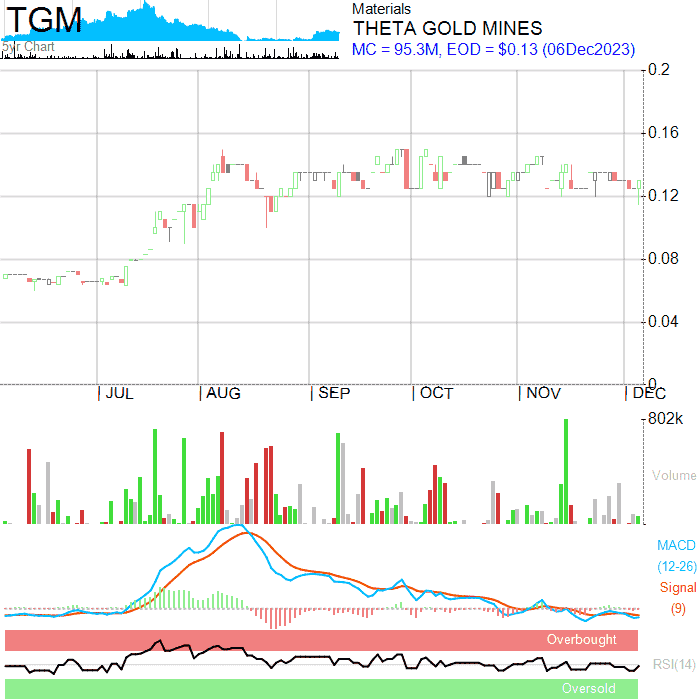 TGM
5yr Chart
Materials
THETA GOLD MINES
MC = 95.3M, EOD = $0.13 (06Dec2023)
0.2
0.16
0.12
0.08
0.04
0
JUL AUG SEP OCT NOV DEC
802k
Volume
MACD
(12-26)
Signal
(9)
Overbought
RSI(14)
Oversold